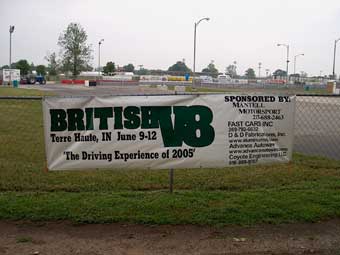 BRITISH V8
Terre Haute, IN June 9-12
'The Driving Experience of 2005'
SPONSORED BY:
MANTELL
MOTORSPORT
FAST CARS INC
D & D Fabrications, Inc
Advance Autowire
Coyote Engineering LLC